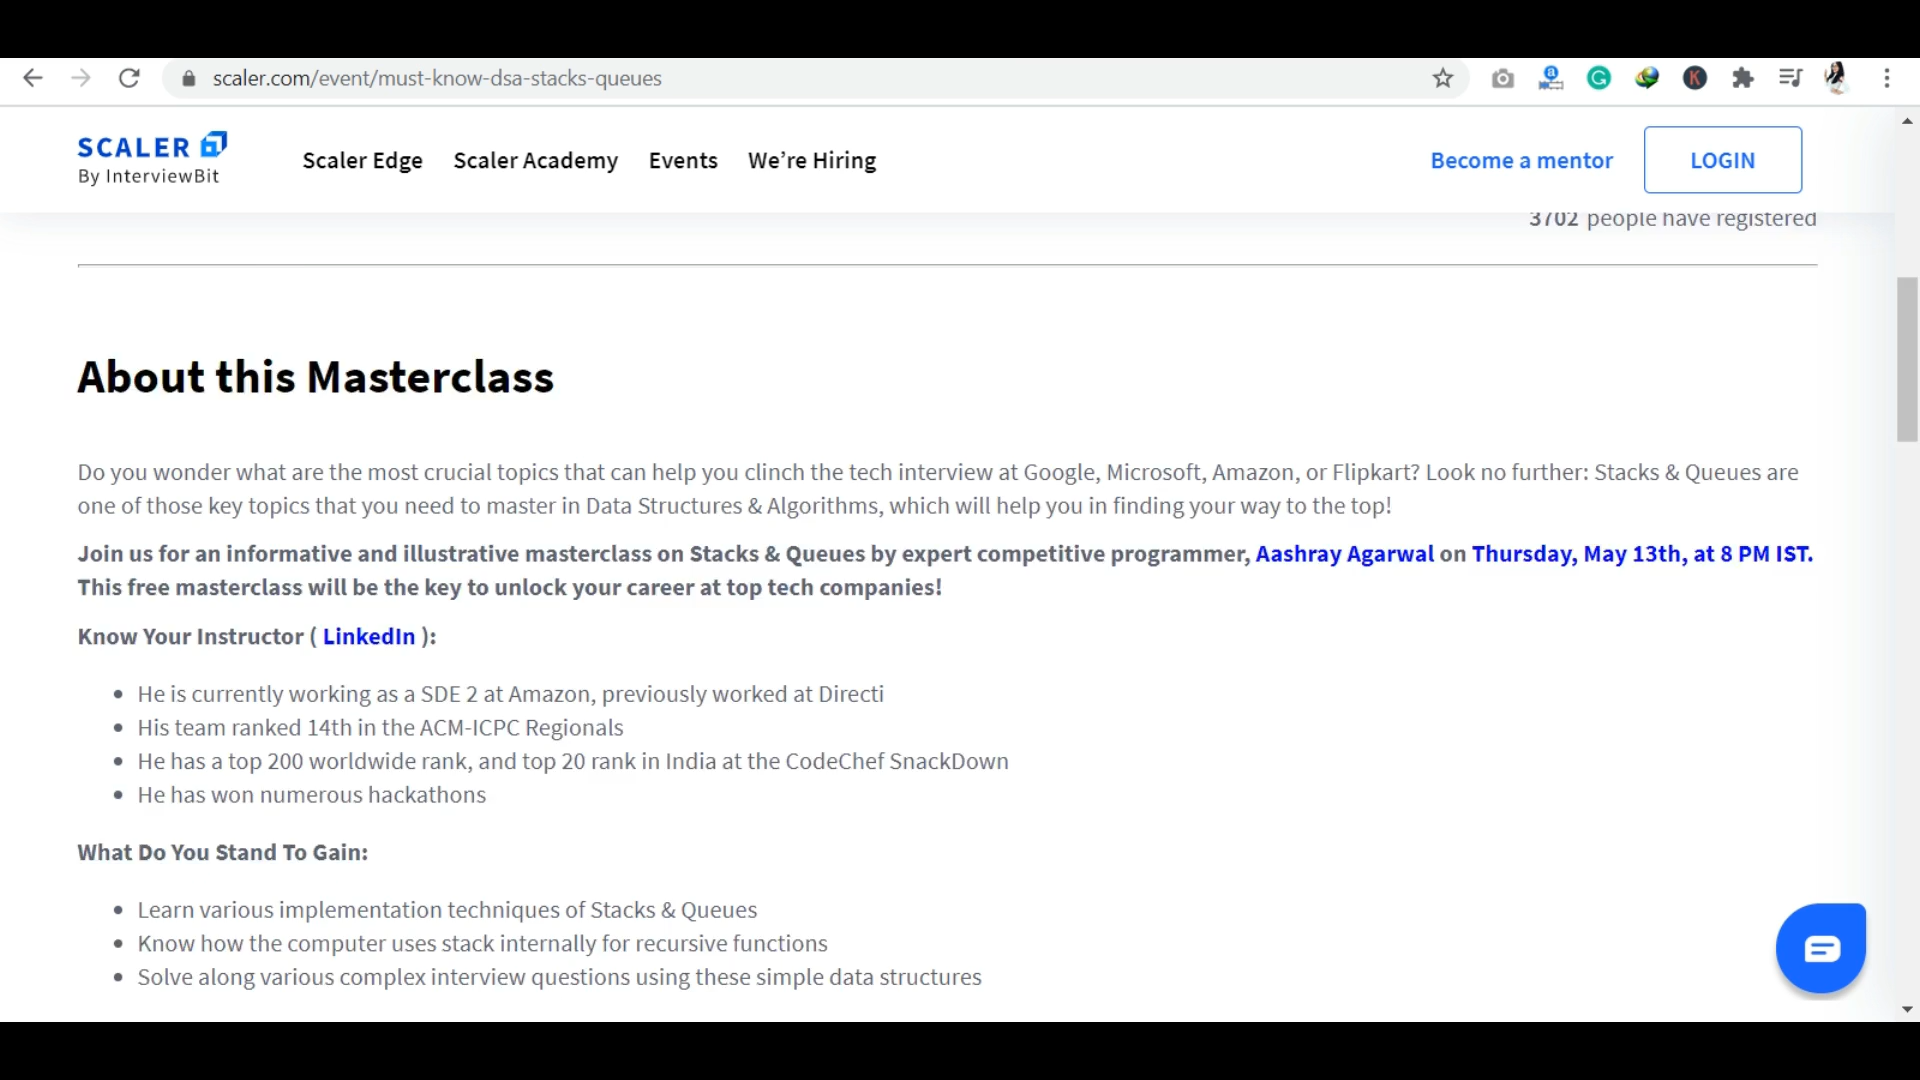 scaler.com/event/must-know-dsa-stacks-queues
SCALER
By InterviewBit
Scaler Edge
Scaler Academy
Events
We're Hiring
Become a mentor
LOGIN
3702 people have registered
About this Masterclass
Do you wonder what are the most crucial topics that can help you clinch the tech interview at Google, Microsoft, Amazon, or Flipkart? Look no further: Stacks & Queues are
one of those key topics that you need to master in Data Structures & Algorithms, which will help you in finding your way to the top!
Join us for an informative and illustrative masterclass on Stacks & Queues by expert competitive programmer, Aashray Agarwal on Thursday, May 13th, at 8 PM IST.
This free masterclass will be the key to unlock your career at top tech companies!
Know Your Instructor ( LinkedIn ):
He is currently working as a SDE 2 at Amazon, previously worked at Directi
His team ranked 14th in the ACM-ICPC Regionals
He has a top 200 worldwide rank, and top 20 rank in India at the CodeChef SnackDown
He has won numerous hackathons
What Do You Stand To Gain:
Learn various implementation techniques of Stacks & Queues
Know how the computer uses stack internally for recursive functions
Solve along various complex interview questions using these simple data structures